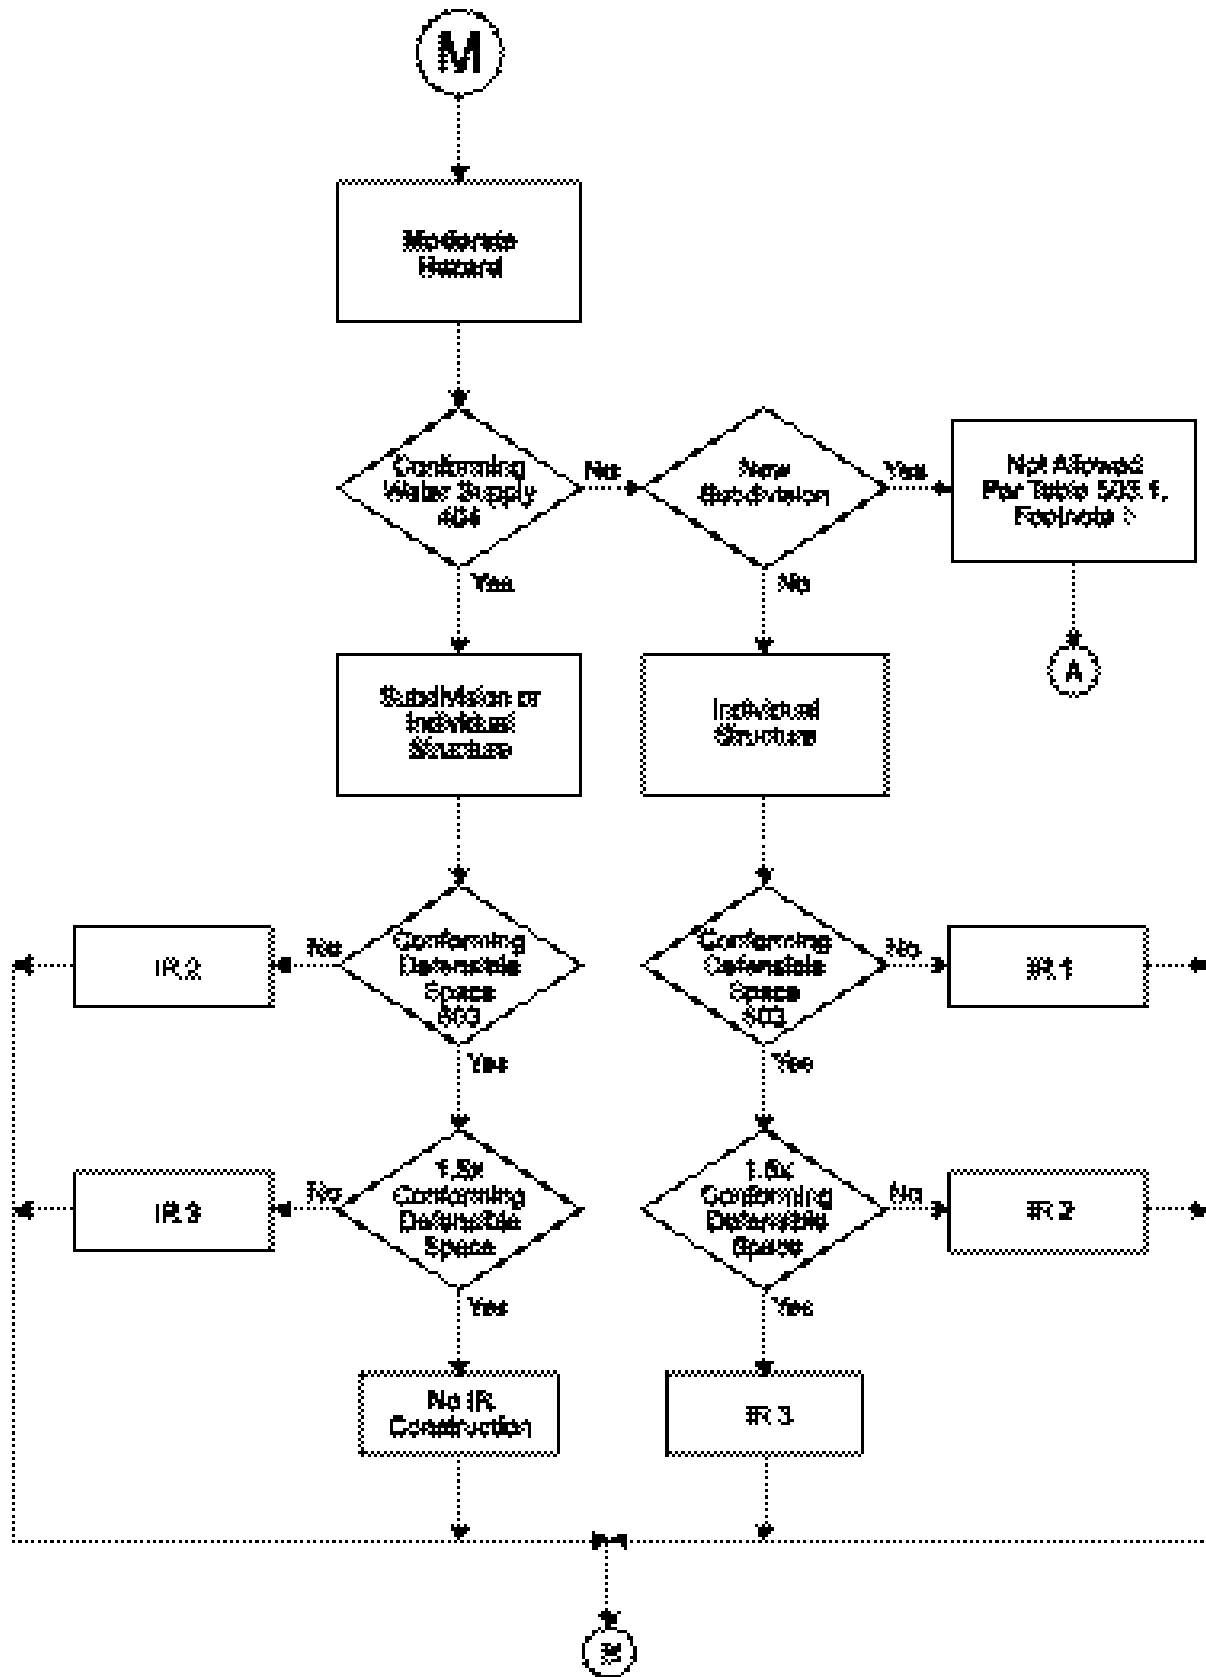 M
Moderate
Hazard
Conforming
Water Supply
404
No
New
Subdivision
Yes
Not Allowed
Per Table 503.1,
Footnote
Yes
No
A
Subdivision or
Individual
Structure
Individual
Structure
IR 2
No
Conforming
Defensible
Space
603
Conforming
Defensible
Space
603
No
IR 1
Yes
Yes
IR 3
No
1.5x
Conforming
Defensible
Space
1.5x
Conforming
Defensible
Space
No
IR 2
Yes
Yes
No IR
Construction
IR 3